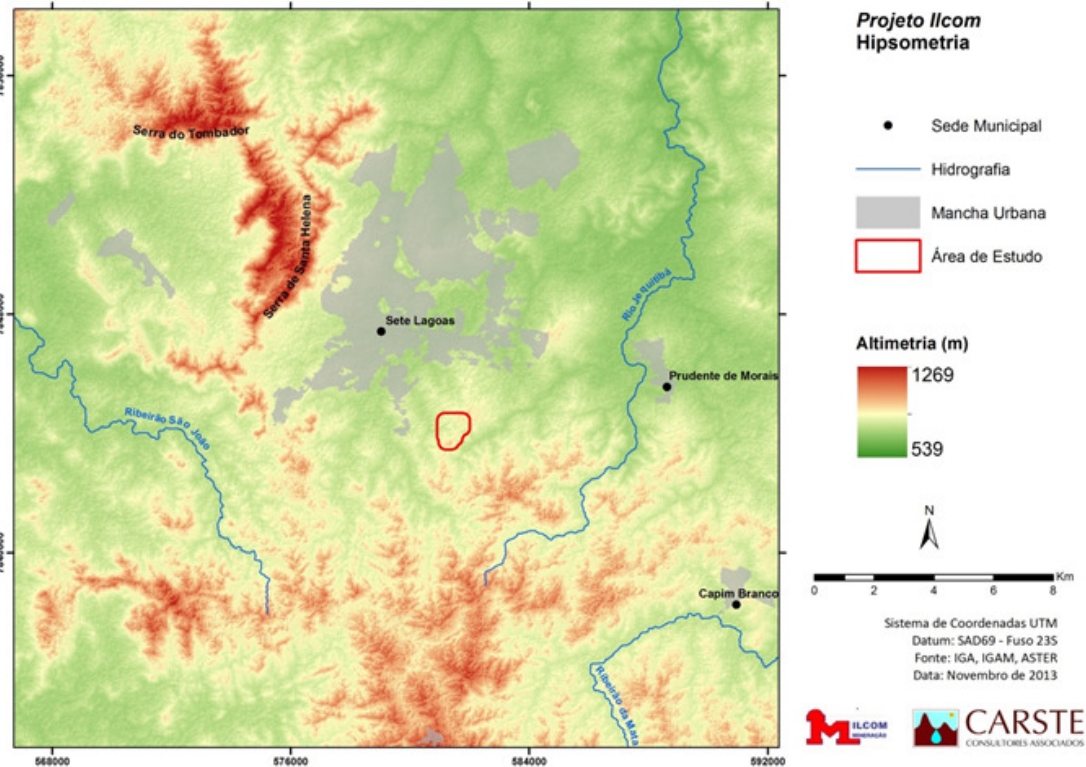 Projeto Ilcom
Hipsometria
Sede Municipal
Hidrografia
Mancha Urbana
Área de Estudo
Altimetria (m)
1269
539
N
Km
0 2 4 6 8
Sistema de Coordenadas UTM
Datum: SAD69 - Fuso 23S
Fonte: IGA, IGAM, ASTER
Data: Novembro de 2013
ILCOM
MINERAÇÃO
CARSTE
CONSULTORES ASSOCIADOS
Serra do Tombador
Serra de Santa Helena
Sete Lagoas
Rio Jequitibá
Prudente de Morais
Ribeirão São João
Capim Branco
Ribeirão da Mata
568000 576000 584000 592000